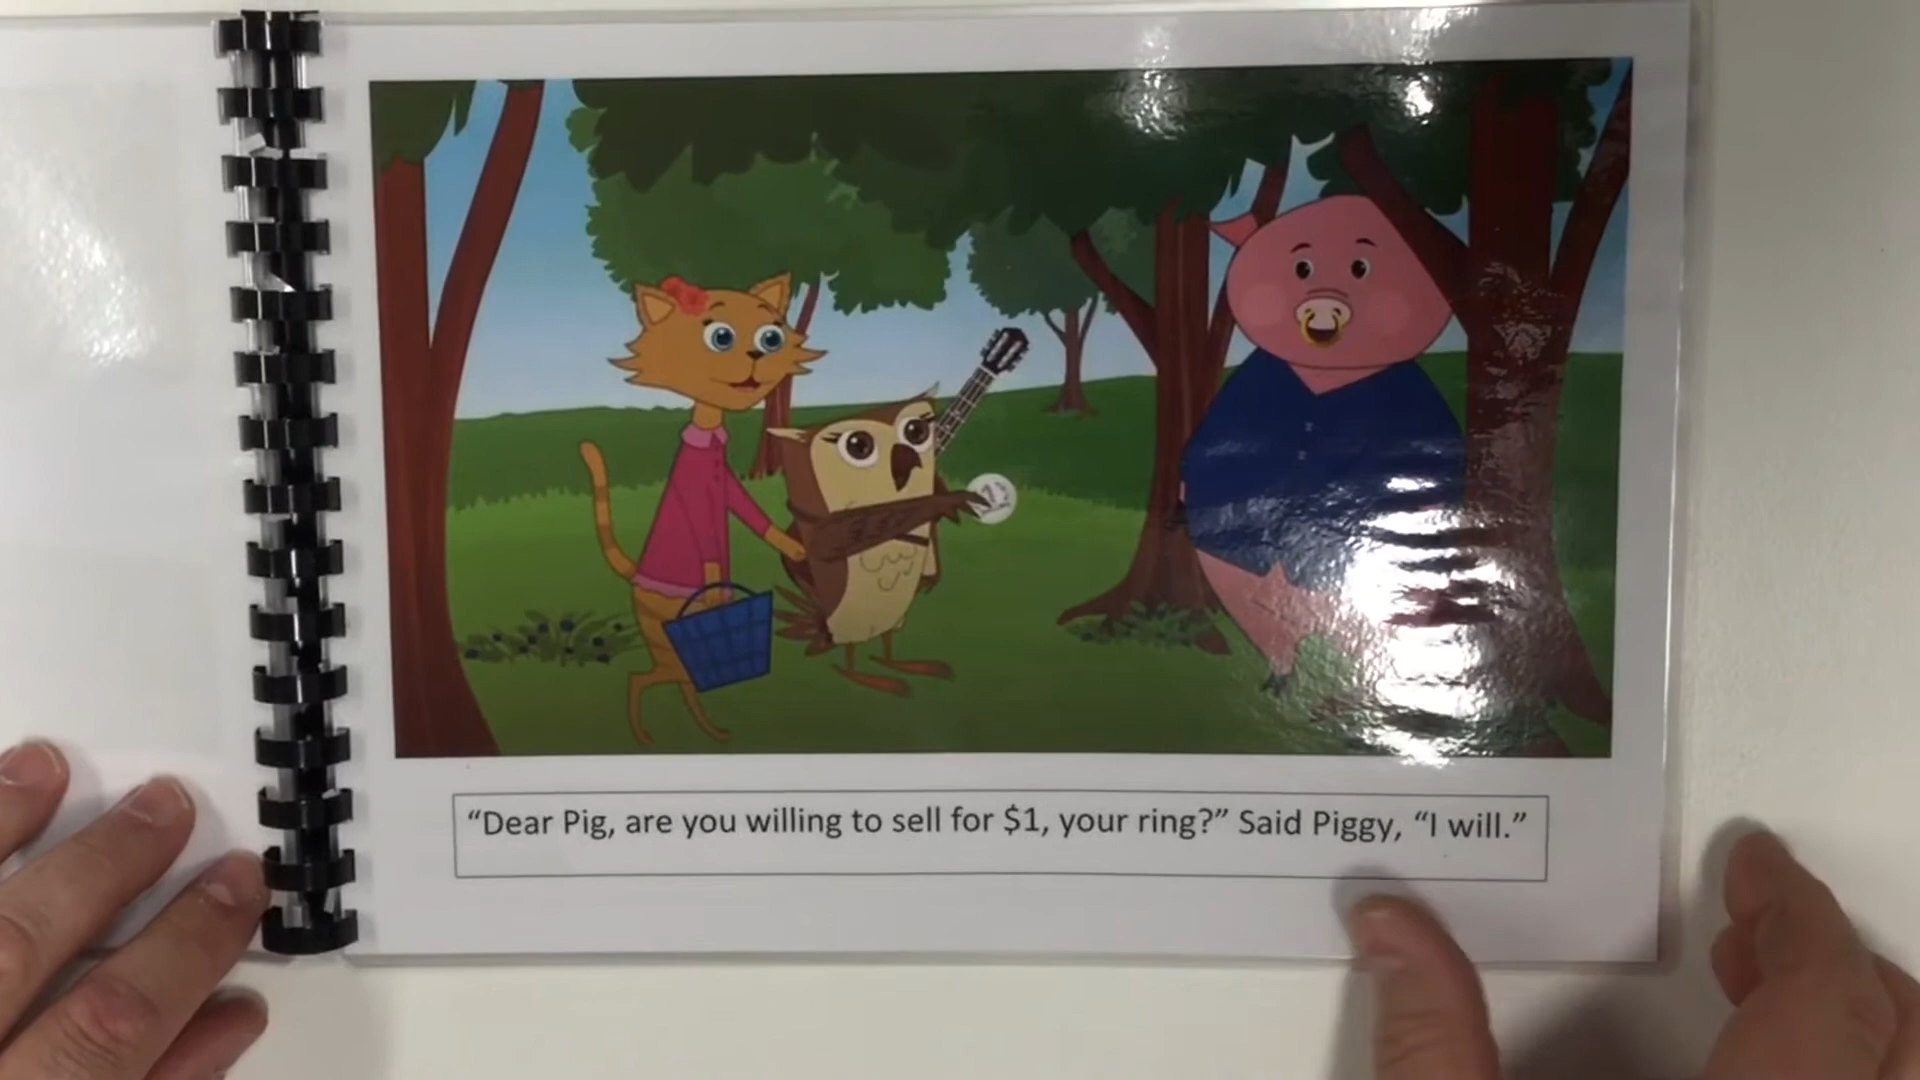 “Dear Pig, are you willing to sell for $1, your ring?” Said Piggy, “I will.”